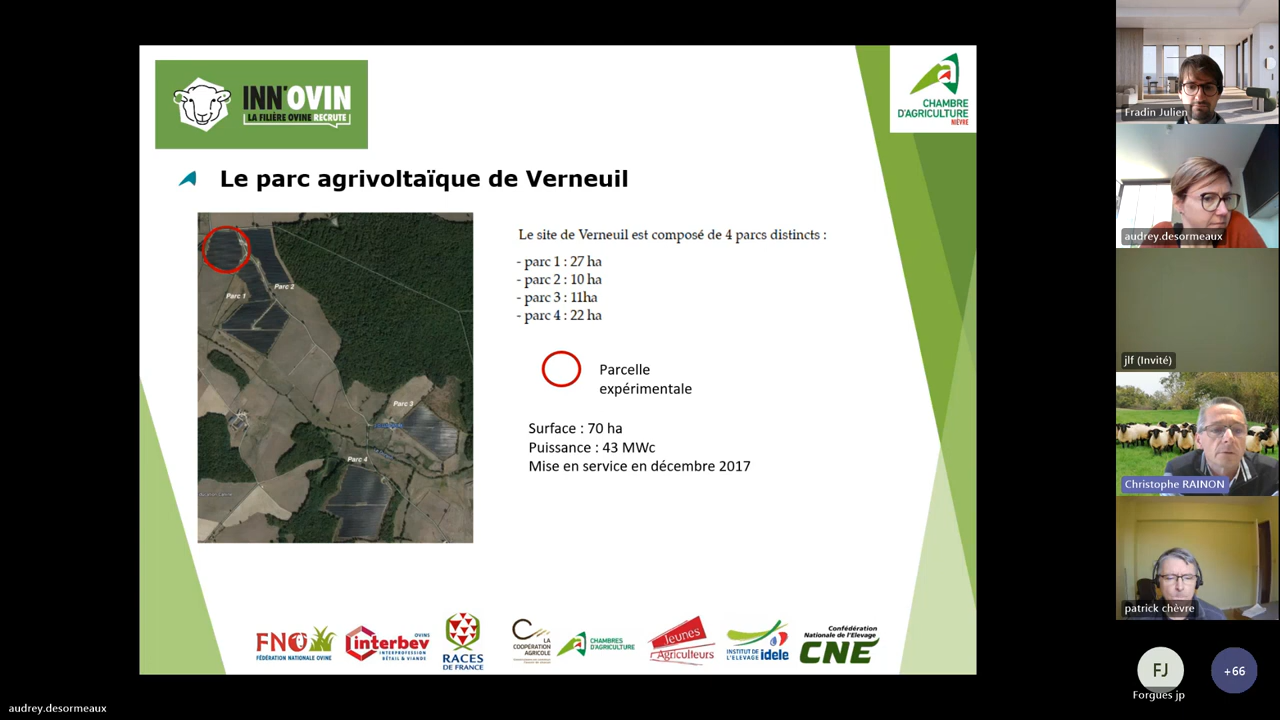 INN'OVIN
LA FILIÈRE OVINE RECRUTE
CHAMBRE
D'AGRICULTURE
NIÈVRE
Le parc agrivoltaïque de Verneuil
Parc 1
Parc 2
Parc 3
Parc 4
Le site de Verneuil est composé de 4 parcs distincts :
- parc 1 : 27 ha
- parc 2 : 10 ha
- parc 3 : 11ha
- parc 4 : 22 ha
Parcelle
expérimentale
Surface : 70 ha
Puissance : 43 MWc
Mise en service en décembre 2017
FNO
FÉDÉRATION NATIONALE OVINE
interbev
OVINS
INTERPROFESSION
BÉTAIL & VIANDE
RACES
DE FRANCE
LA
COOPÉRATION
AGRICOLE
CHAMBRES
D'AGRICULTURE
Jeunes
Agriculteurs
INSTITUT DE
L'ELEVAGE idele
Confédération
Nationale de l'Elevage
CNE
Fradin Julien
audrey.desormeaux
jlf (Invité)
Christophe RAINON
patrick chèvre
FJ
+66
Forgues jp
audrey.desormeaux